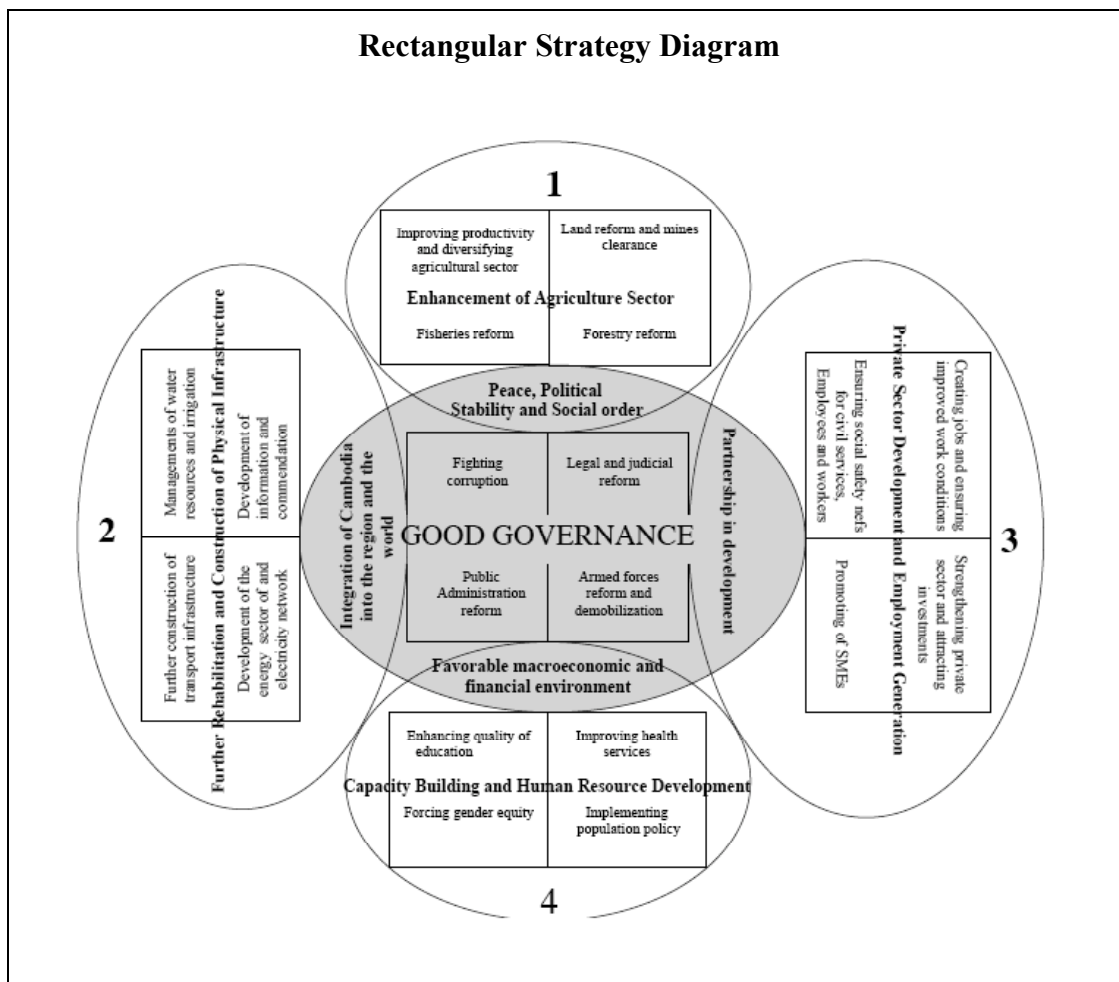 Rectangular Strategy Diagram
1
Improving productivity
and diversifying
agricultural sector
Land reform and mines
clearance
Enhancement of Agriculture Sector
Fisheries reform
Forestry reform
2
Further Rehabilitation and Construction of Physical Infrastructure
Managements of water
resources and irrigation
Development of
information and
commendation
Further construction of
transport infrastructure
Development of the
energy sector of and
electricity network
Peace, Political
Stability and Social order
Integration of Cambodia
into the region and the
world
Fighting
corruption
Legal and judicial
reform
GOOD GOVERNANCE
Public
Administration
reform
Armed forces
reform and
demobilization
Partnership in development
Favorable macroeconomic and
financial environment
3
Private Sector Development and Employment Generation
Creating jobs and ensuring
improved work conditions
Ensuring social safety nefs
for civil services,
Employees and workers
Strengthening private
sector and attracting
investments
Promoting of SMEs
Enhancing quality of
education
Improving health
services
Capacity Building and Human Resource Development
Forcing gender equity
Implementing
population policy
4